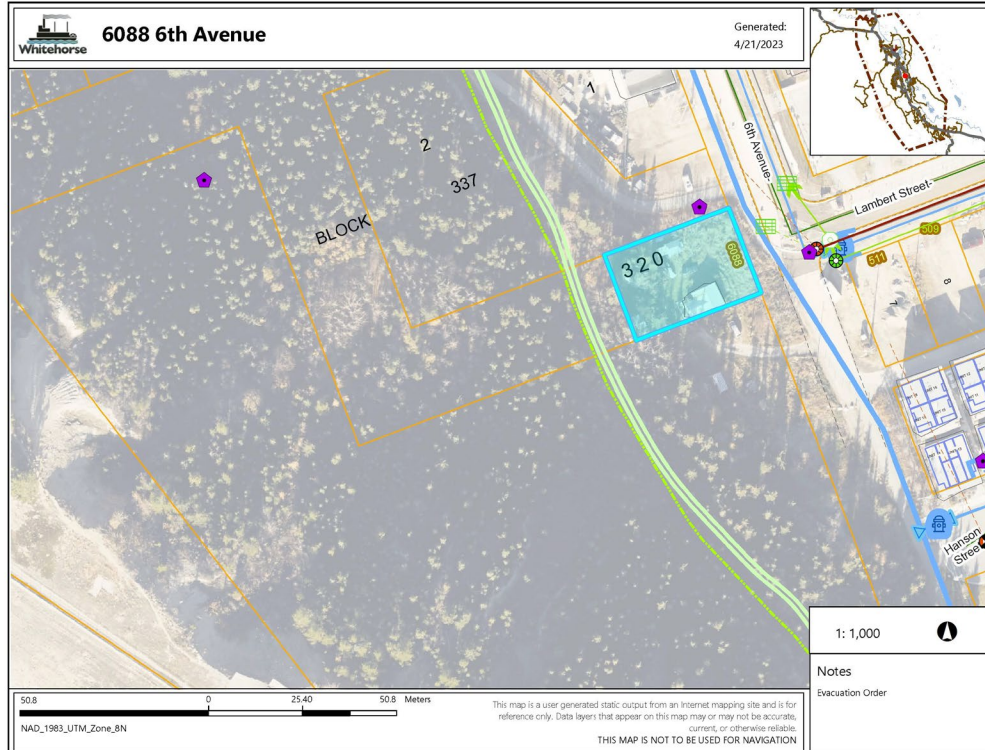 Whitehorse
6088 6th Avenue
Generated:
4/21/2023
1
2
337
BLOCK
6th Avenue-
Lambert Street-
320
6088
509
511
7
8
Hanson
Stree
1: 1,000
Notes
Evacuation Order
50.8
0
25.40
50.8
Meters
NAD_1983_UTM_Zone_8N
This map is a user generated static output from an Internet mapping site and is for
reference only. Data layers that appear on this map may or may not be accurate,
current, or otherwise reliable.
THIS MAP IS NOT TO BE USED FOR NAVIGATION